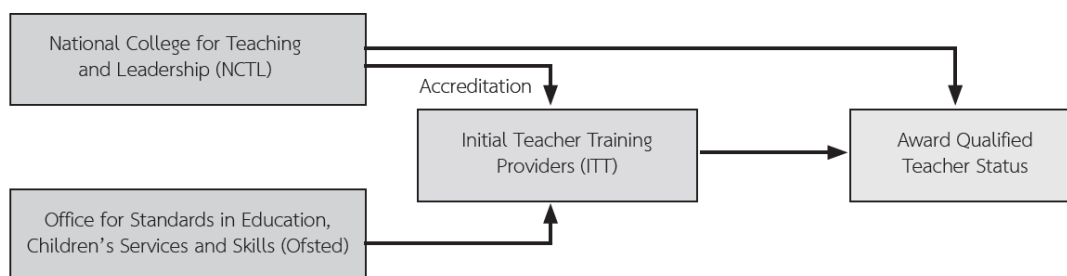 National College for Teaching
and Leadership (NCTL)
Accreditation
Initial Teacher Training
Providers (ITT)
Award Qualified
Teacher Status
Office for Standards in Education,
Children’s Services and Skills (Ofsted)